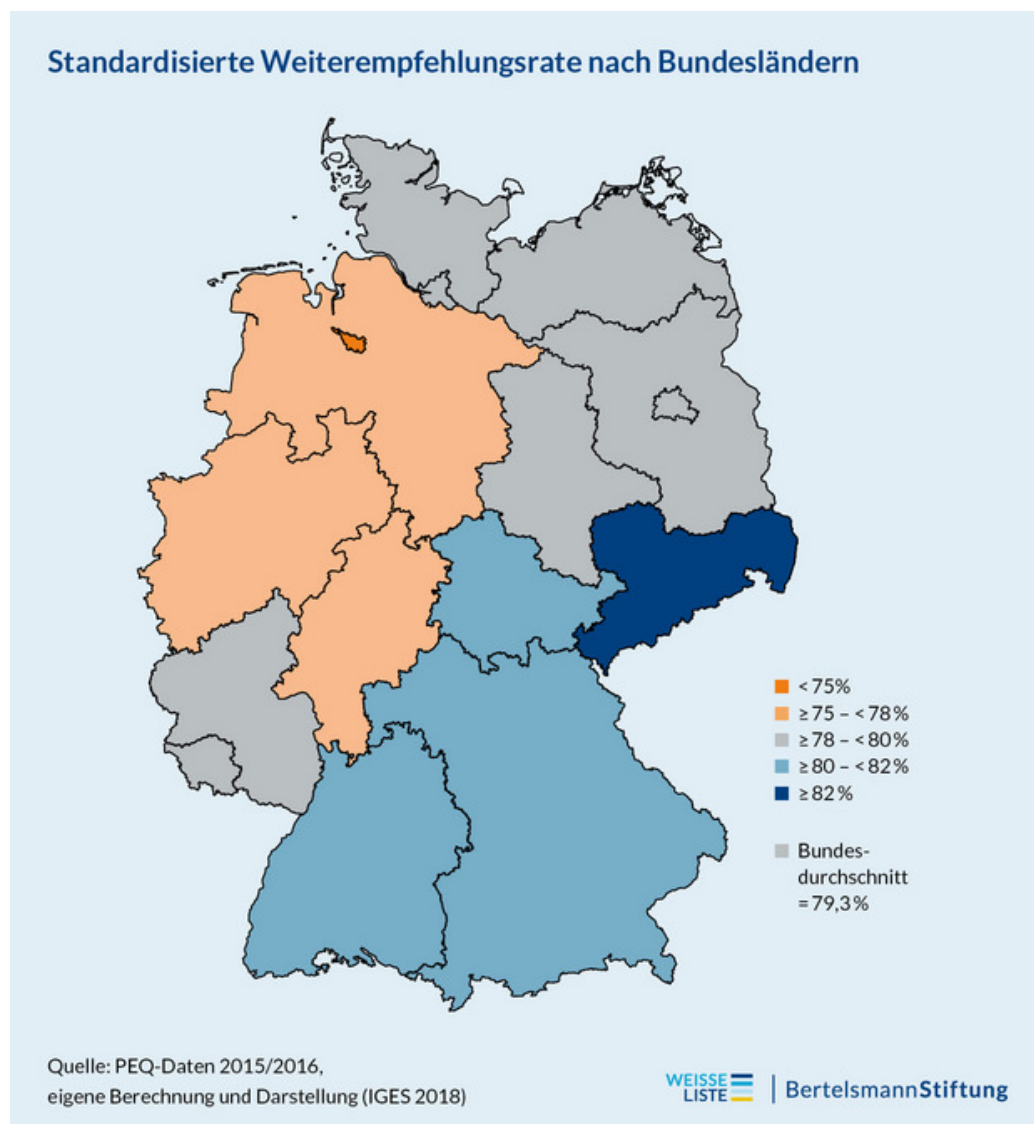 Standardisierte Weiterempfehlungsrate nach Bundesländern
< 75%
≥ 75 – < 78 %
≥ 78 – < 80 %
≥ 80 – < 82 %
≥ 82 %
Bundes-
durchschnitt
= 79,3 %
Quelle: PEQ-Daten 2015/2016,
eigene Berechnung und Darstellung (IGES 2018)
WEISSE
LISTE
BertelsmannStiftung